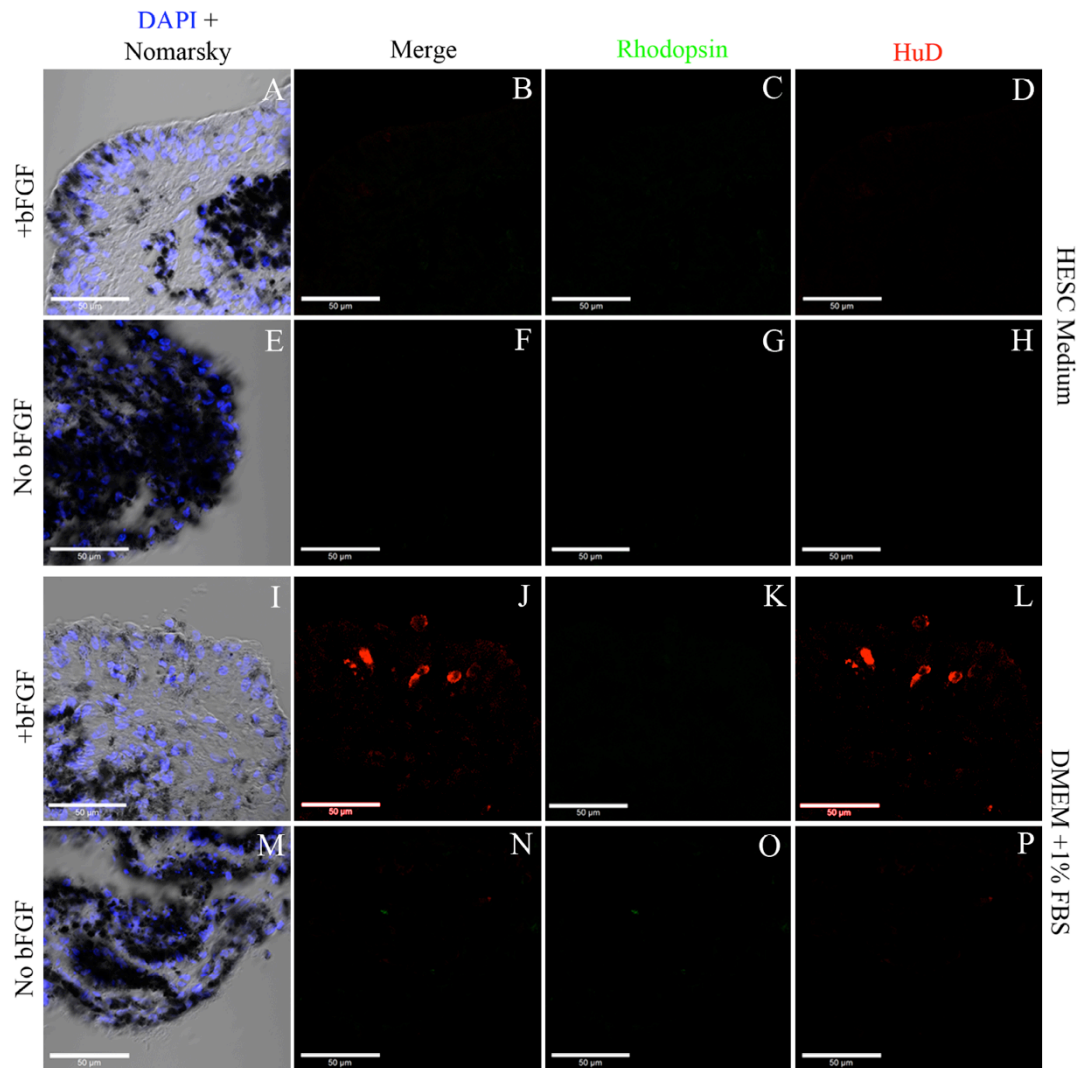 DAPI +
Nomarsky
Merge
Rhodopsin
HuD
+bFGF
A
B
C
D
50 µm
50 µm
50 µm
50 µm
HESC Medium
No bFGF
E
F
G
H
50 µm
50 µm
50 µm
50 µm
+bFGF
I
J
K
L
50 µm
50 µm
50 µm
50 µm
DMEM +1% FBS
No bFGF
M
N
O
P
50 µm
50 µm
50 µm
50 µm